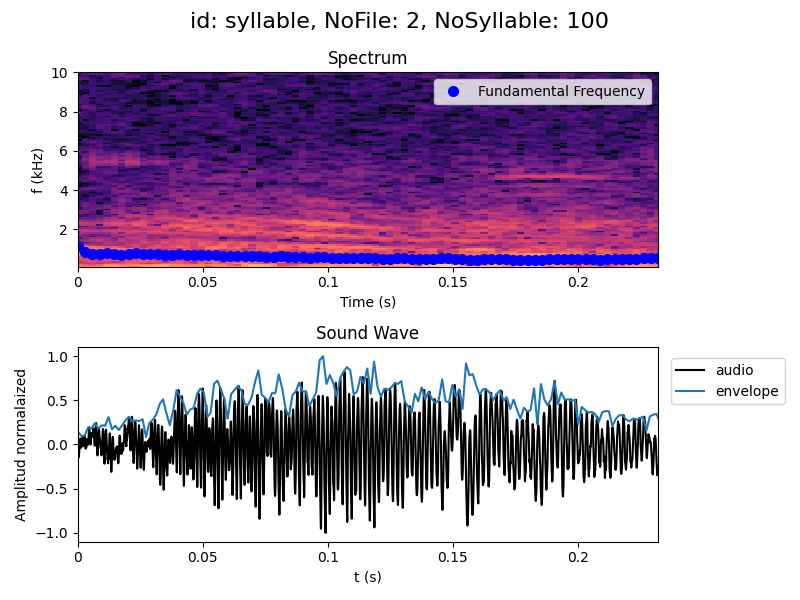 id: syllable, NoFile: 2, NoSyllable: 100
Spectrum
Fundamental Frequency
10
8
6
4
2
f (kHz)
0 0.05 0.1 0.15 0.2
Time (s)
Sound Wave
1.0
0.5
0.0
−0.5
−1.0
Amplitud normalaized
audio
envelope
0 0.05 0.1 0.15 0.2
t (s)